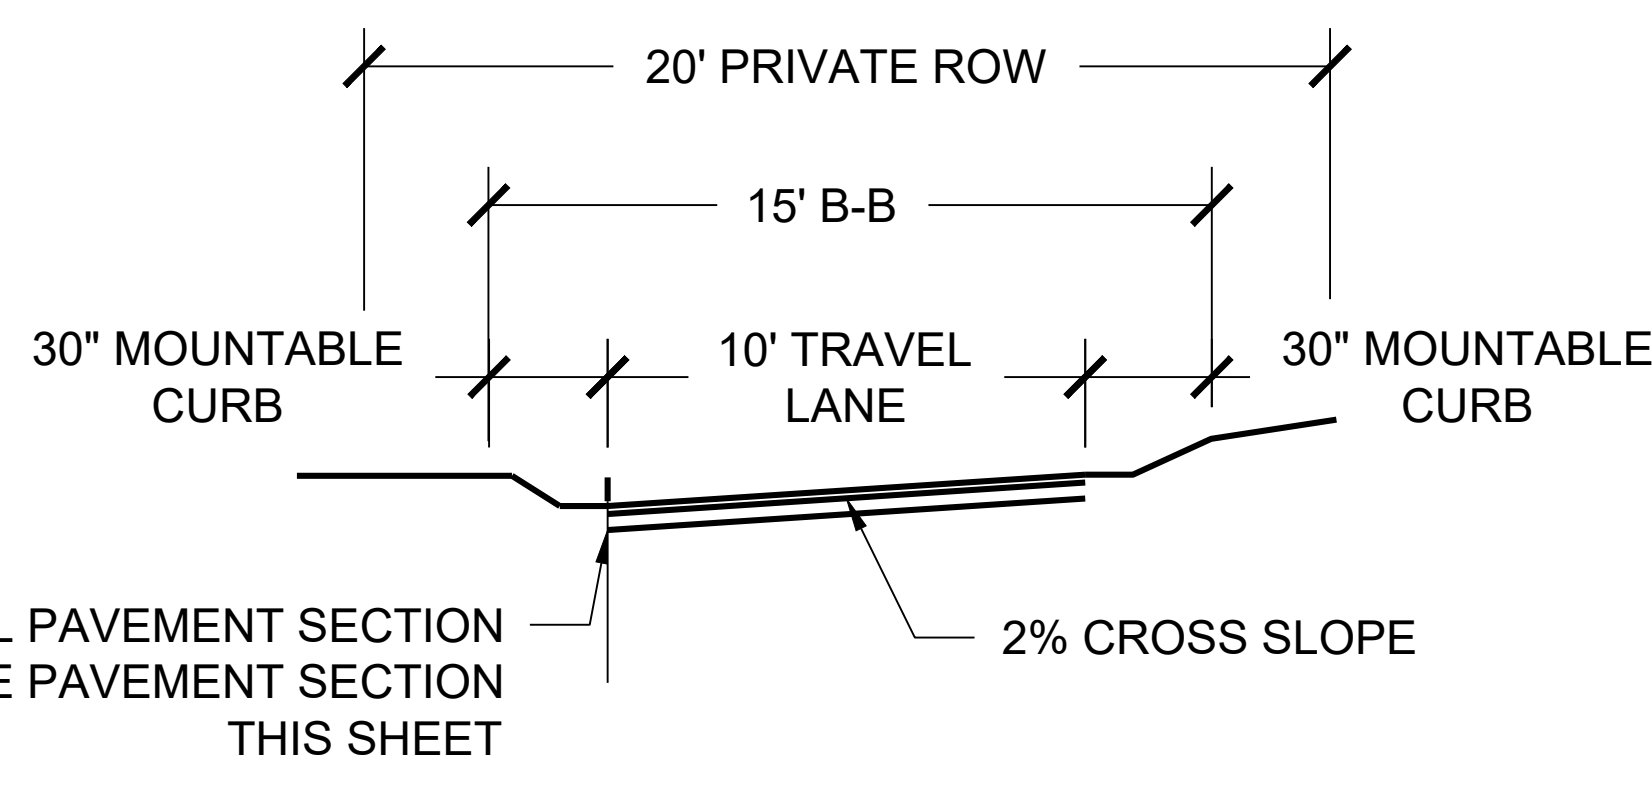 20' PRIVATE ROW
15' B-B
30" MOUNTABLE
CURB
10' TRAVEL
LANE
30" MOUNTABLE
CURB
PAVEMENT SECTION
PAVEMENT SECTION
THIS SHEET
2% CROSS SLOPE